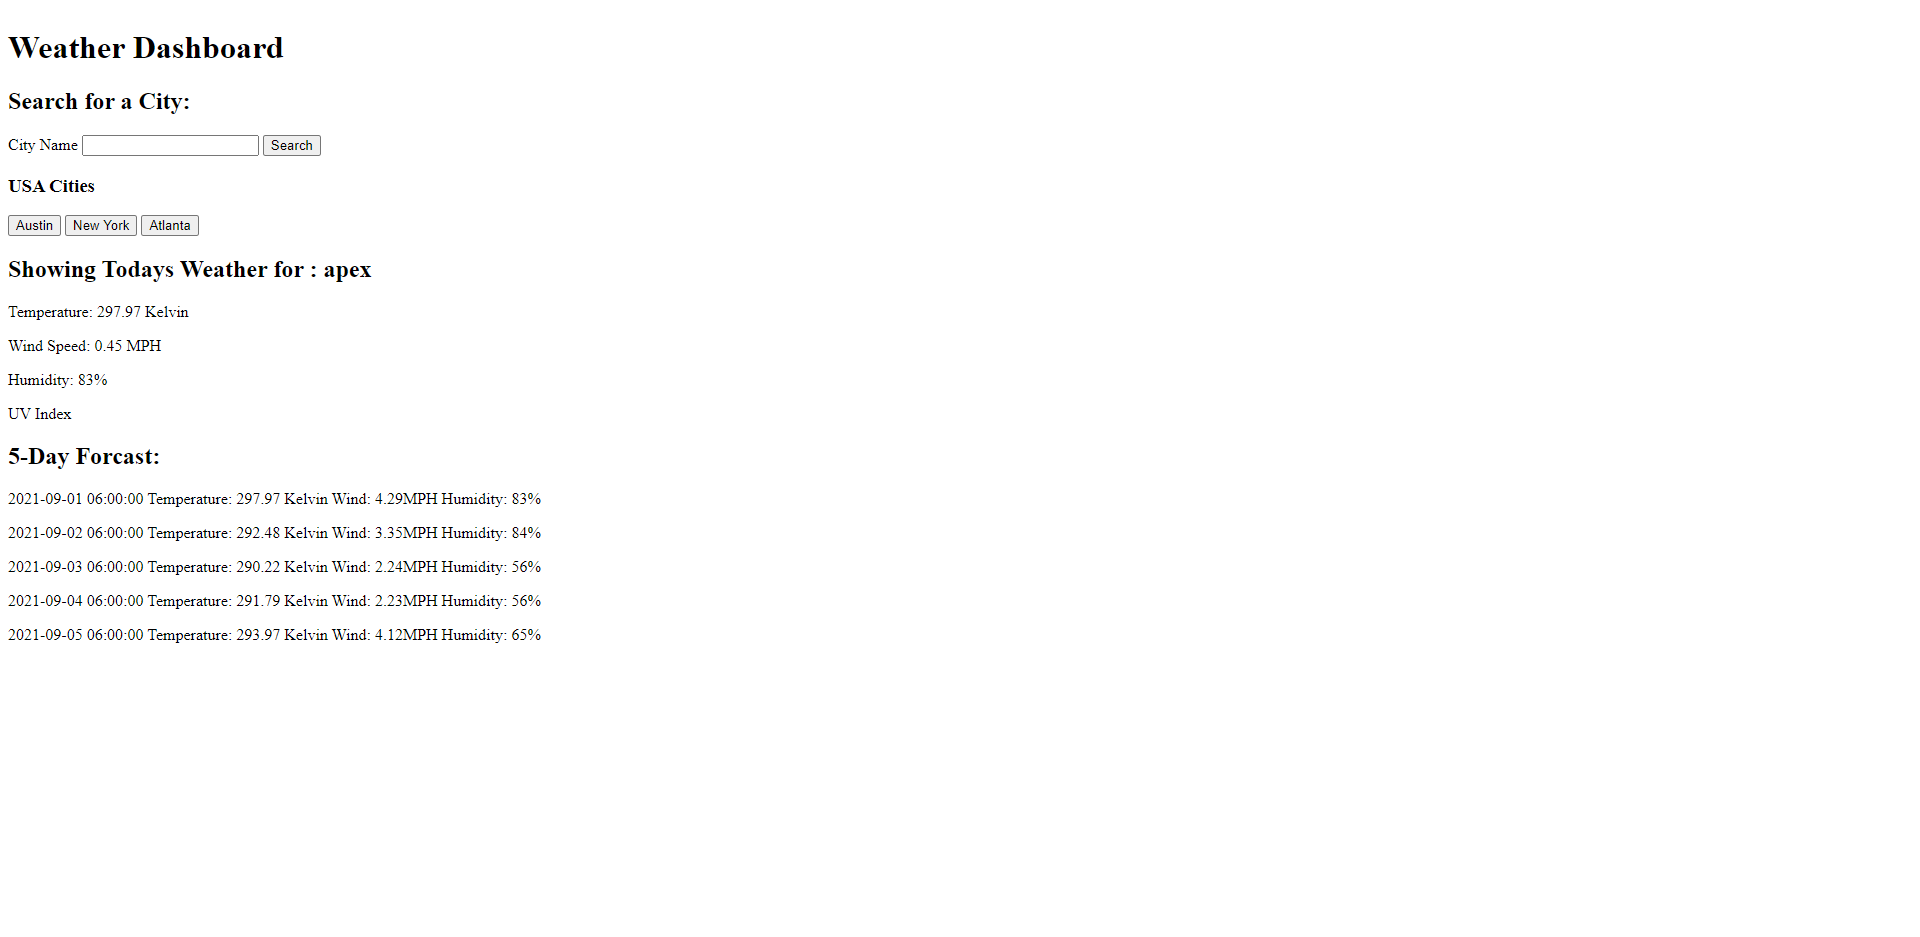 Weather Dashboard
Search for a City:
City Name Search
USA Cities
Austin New York Atlanta
Showing Todays Weather for : apex
Temperature: 297.97 Kelvin
Wind Speed: 0.45 MPH
Humidity: 83%
UV Index
5-Day Forcast:
2021-09-01 06:00:00 Temperature: 297.97 Kelvin Wind: 4.29MPH Humidity: 83%
2021-09-02 06:00:00 Temperature: 292.48 Kelvin Wind: 3.35MPH Humidity: 84%
2021-09-03 06:00:00 Temperature: 290.22 Kelvin Wind: 2.24MPH Humidity: 56%
2021-09-04 06:00:00 Temperature: 291.79 Kelvin Wind: 2.23MPH Humidity: 56%
2021-09-05 06:00:00 Temperature: 293.97 Kelvin Wind: 4.12MPH Humidity: 65%